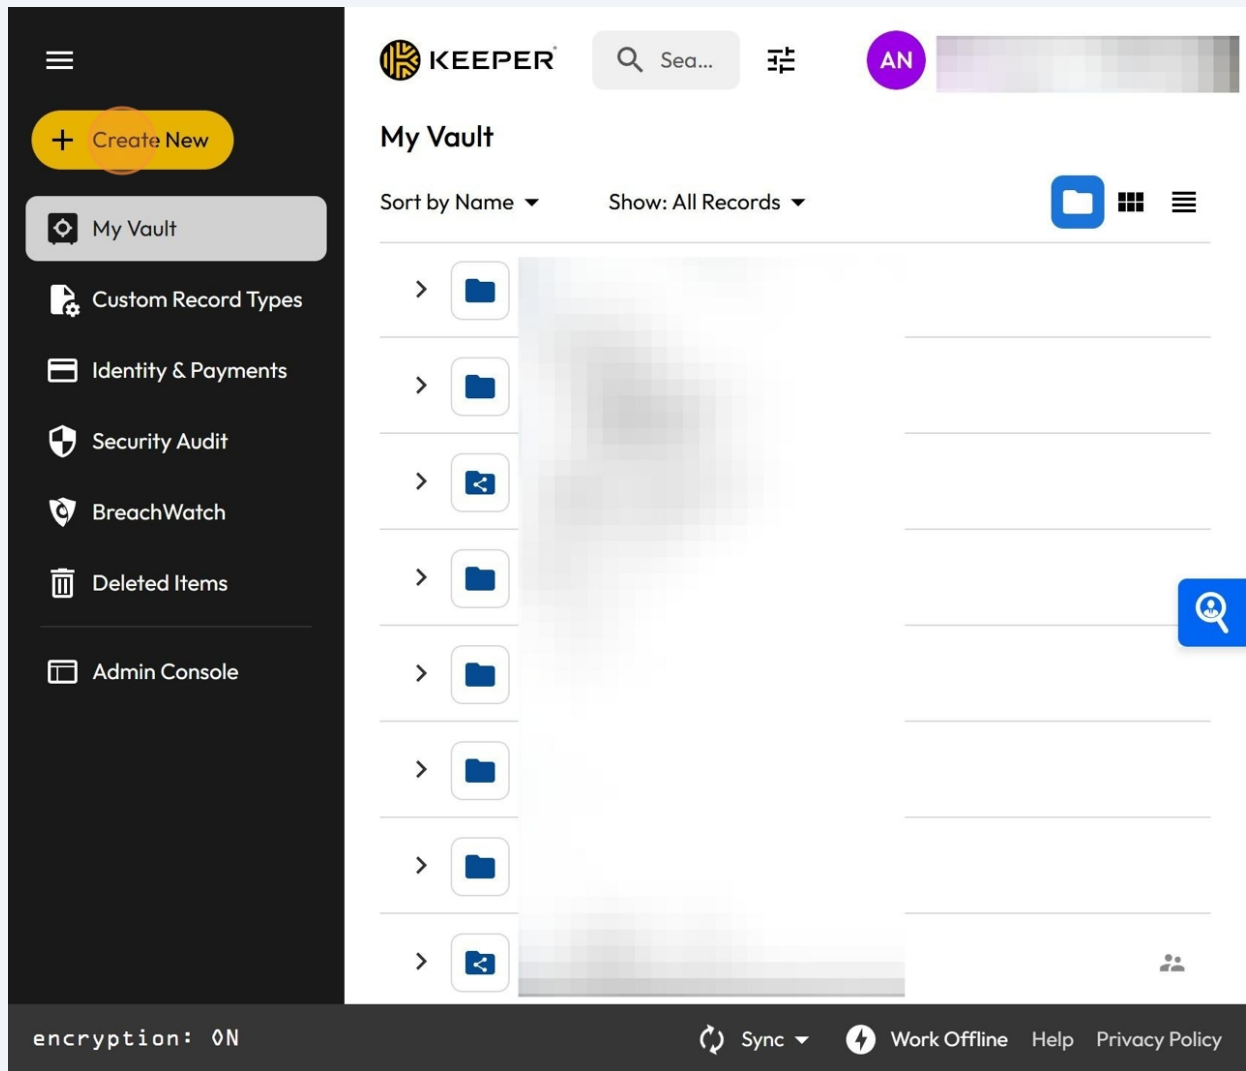 KEEPER
Sea...
AN
Create New
My Vault
Sort by Name
Show: All Records
My Vault
Custom Record Types
Identity & Payments
Security Audit
BreachWatch
Deleted Items
Admin Console
encryption: ON
Sync
Work Offline
Help
Privacy Policy